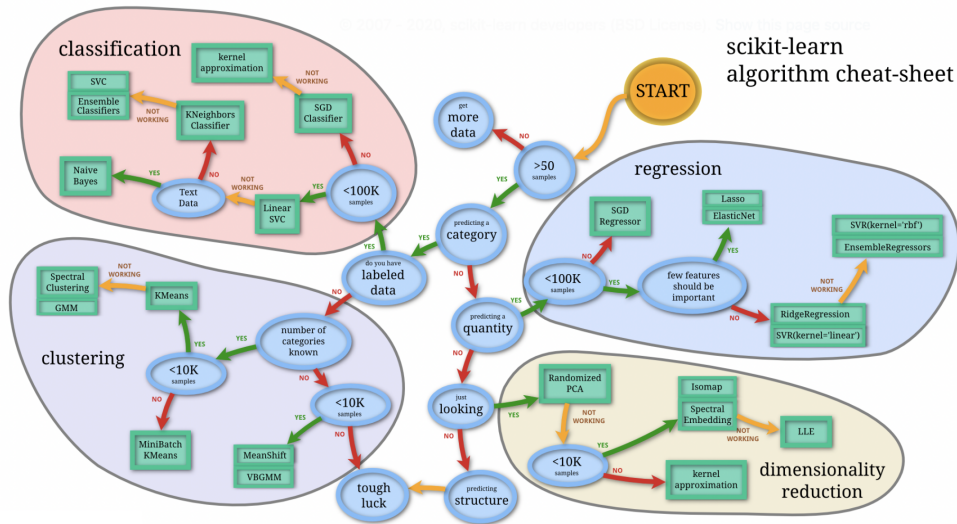 classification
scikit-learn
algorithm cheat-sheet
START
get
more
data
NO
>50
samples
YES
kernel
approximation
NOT
WORKING
SGD
Classifier
NO
SVC
Ensemble
Classifiers
NOT
WORKING
KNeighbors
Classifier
NO
Naive
Bayes
YES
Text
Data
NOT
WORKING
Linear
SVC
YES
<100K
samples
YES
predicting a
category
YES
NO
do you have
labeled
data
NO
regression
SGD
Regressor
NO
<100K
samples
YES
Lasso
ElasticNet
YES
few features
should be
important
NO
SVR(kernel='rbf')
EnsembleRegressors
NOT
WORKING
RidgeRegression
SVR(kernel='linear')
predicting a
quantity
YES
NO
clustering
Spectral
Clustering
GMM
NOT
WORKING
KMeans
YES
<10K
samples
NO
MiniBatch
KMeans
YES
number of
categories
known
NO
<10K
samples
YES
NO
MeanShift
VBGMM
tough
luck
just
looking
YES
NO
predicting
structure
Randomized
PCA
NOT
WORKING
<10K
samples
YES
NO
Isomap
Spectral
Embedding
NOT
WORKING
LLE
kernel
approximation
dimensionality
reduction